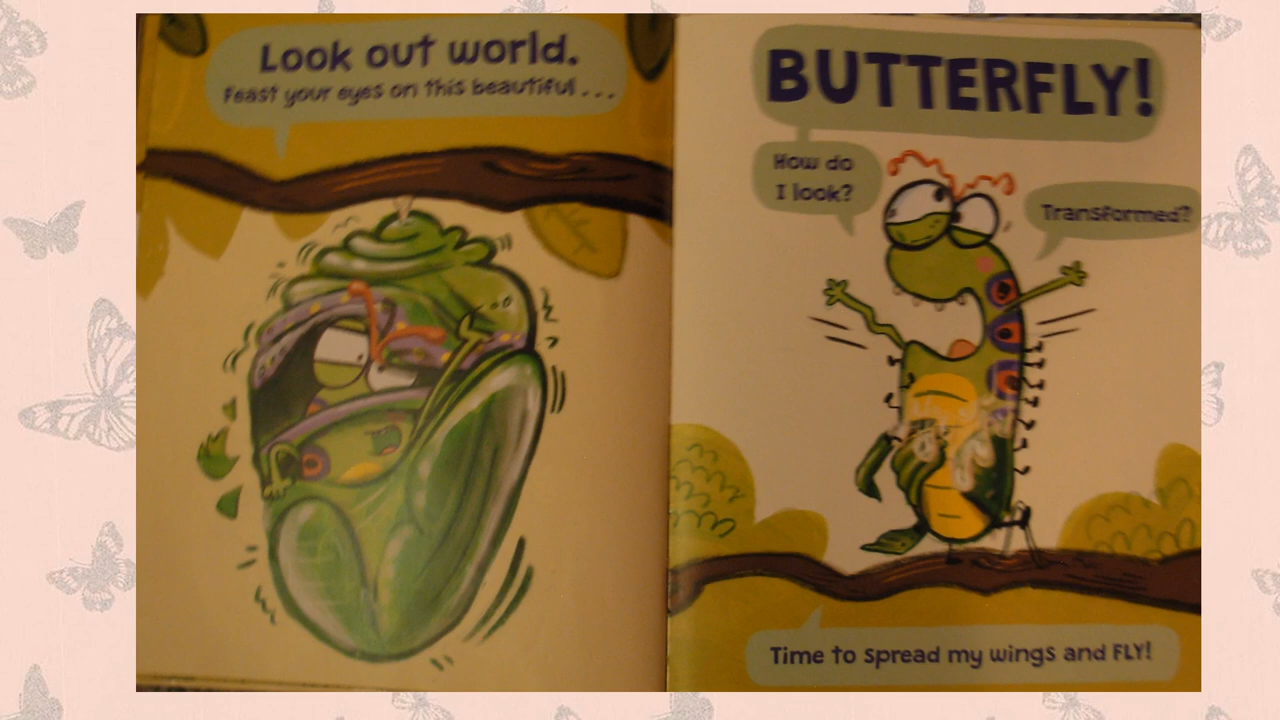 Look out world.
Feast your eyes on this beautiful . . .
BUTTERFLY!
How do
I look?
Transformed?
Time to spread my wings and FLY!